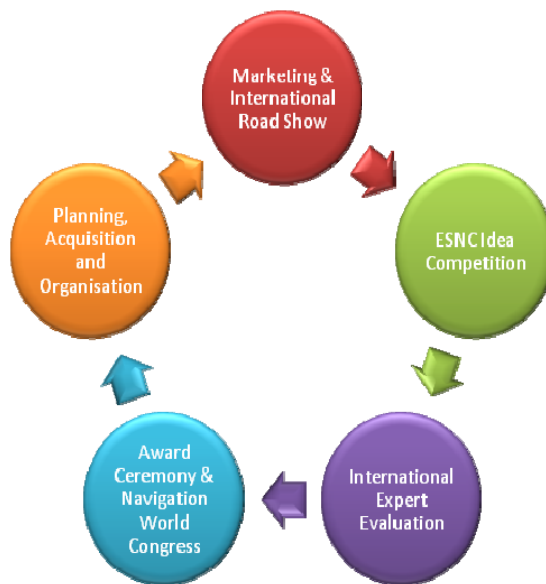 Marketing &
International
Road Show
ESNC Idea
Competition
International
Expert
Evaluation
Award
Ceremony &
Navigation
World
Congress
Planning,
Acquisition
and
Organisation